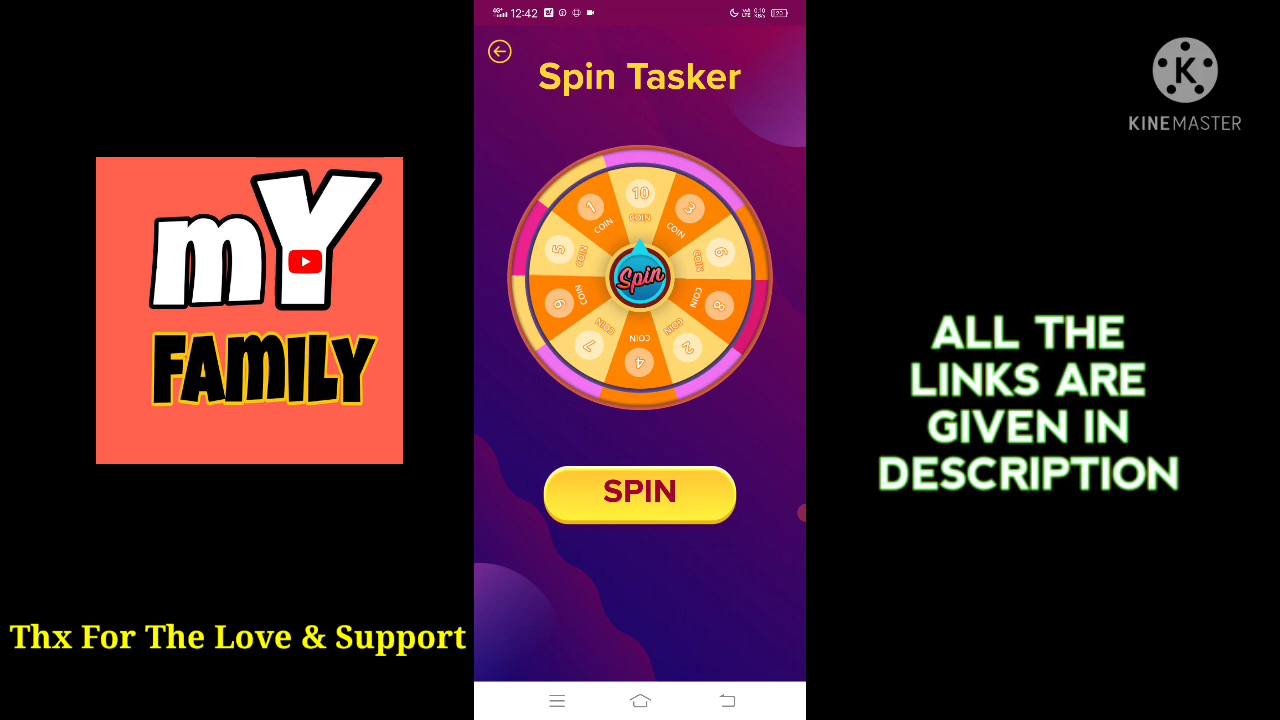 mY
FAMILY
Thx For The Love & Support
12:42
Spin Tasker
10
COIN
3
COIN
6
COIN
8
COIN
2
COIN
4
COIN
7
COIN
9
COIN
5
COIN
1
COIN
Spin
SPIN
K
KINEMASTER
ALL THE
LINKS ARE
GIVEN IN
DESCRIPTION